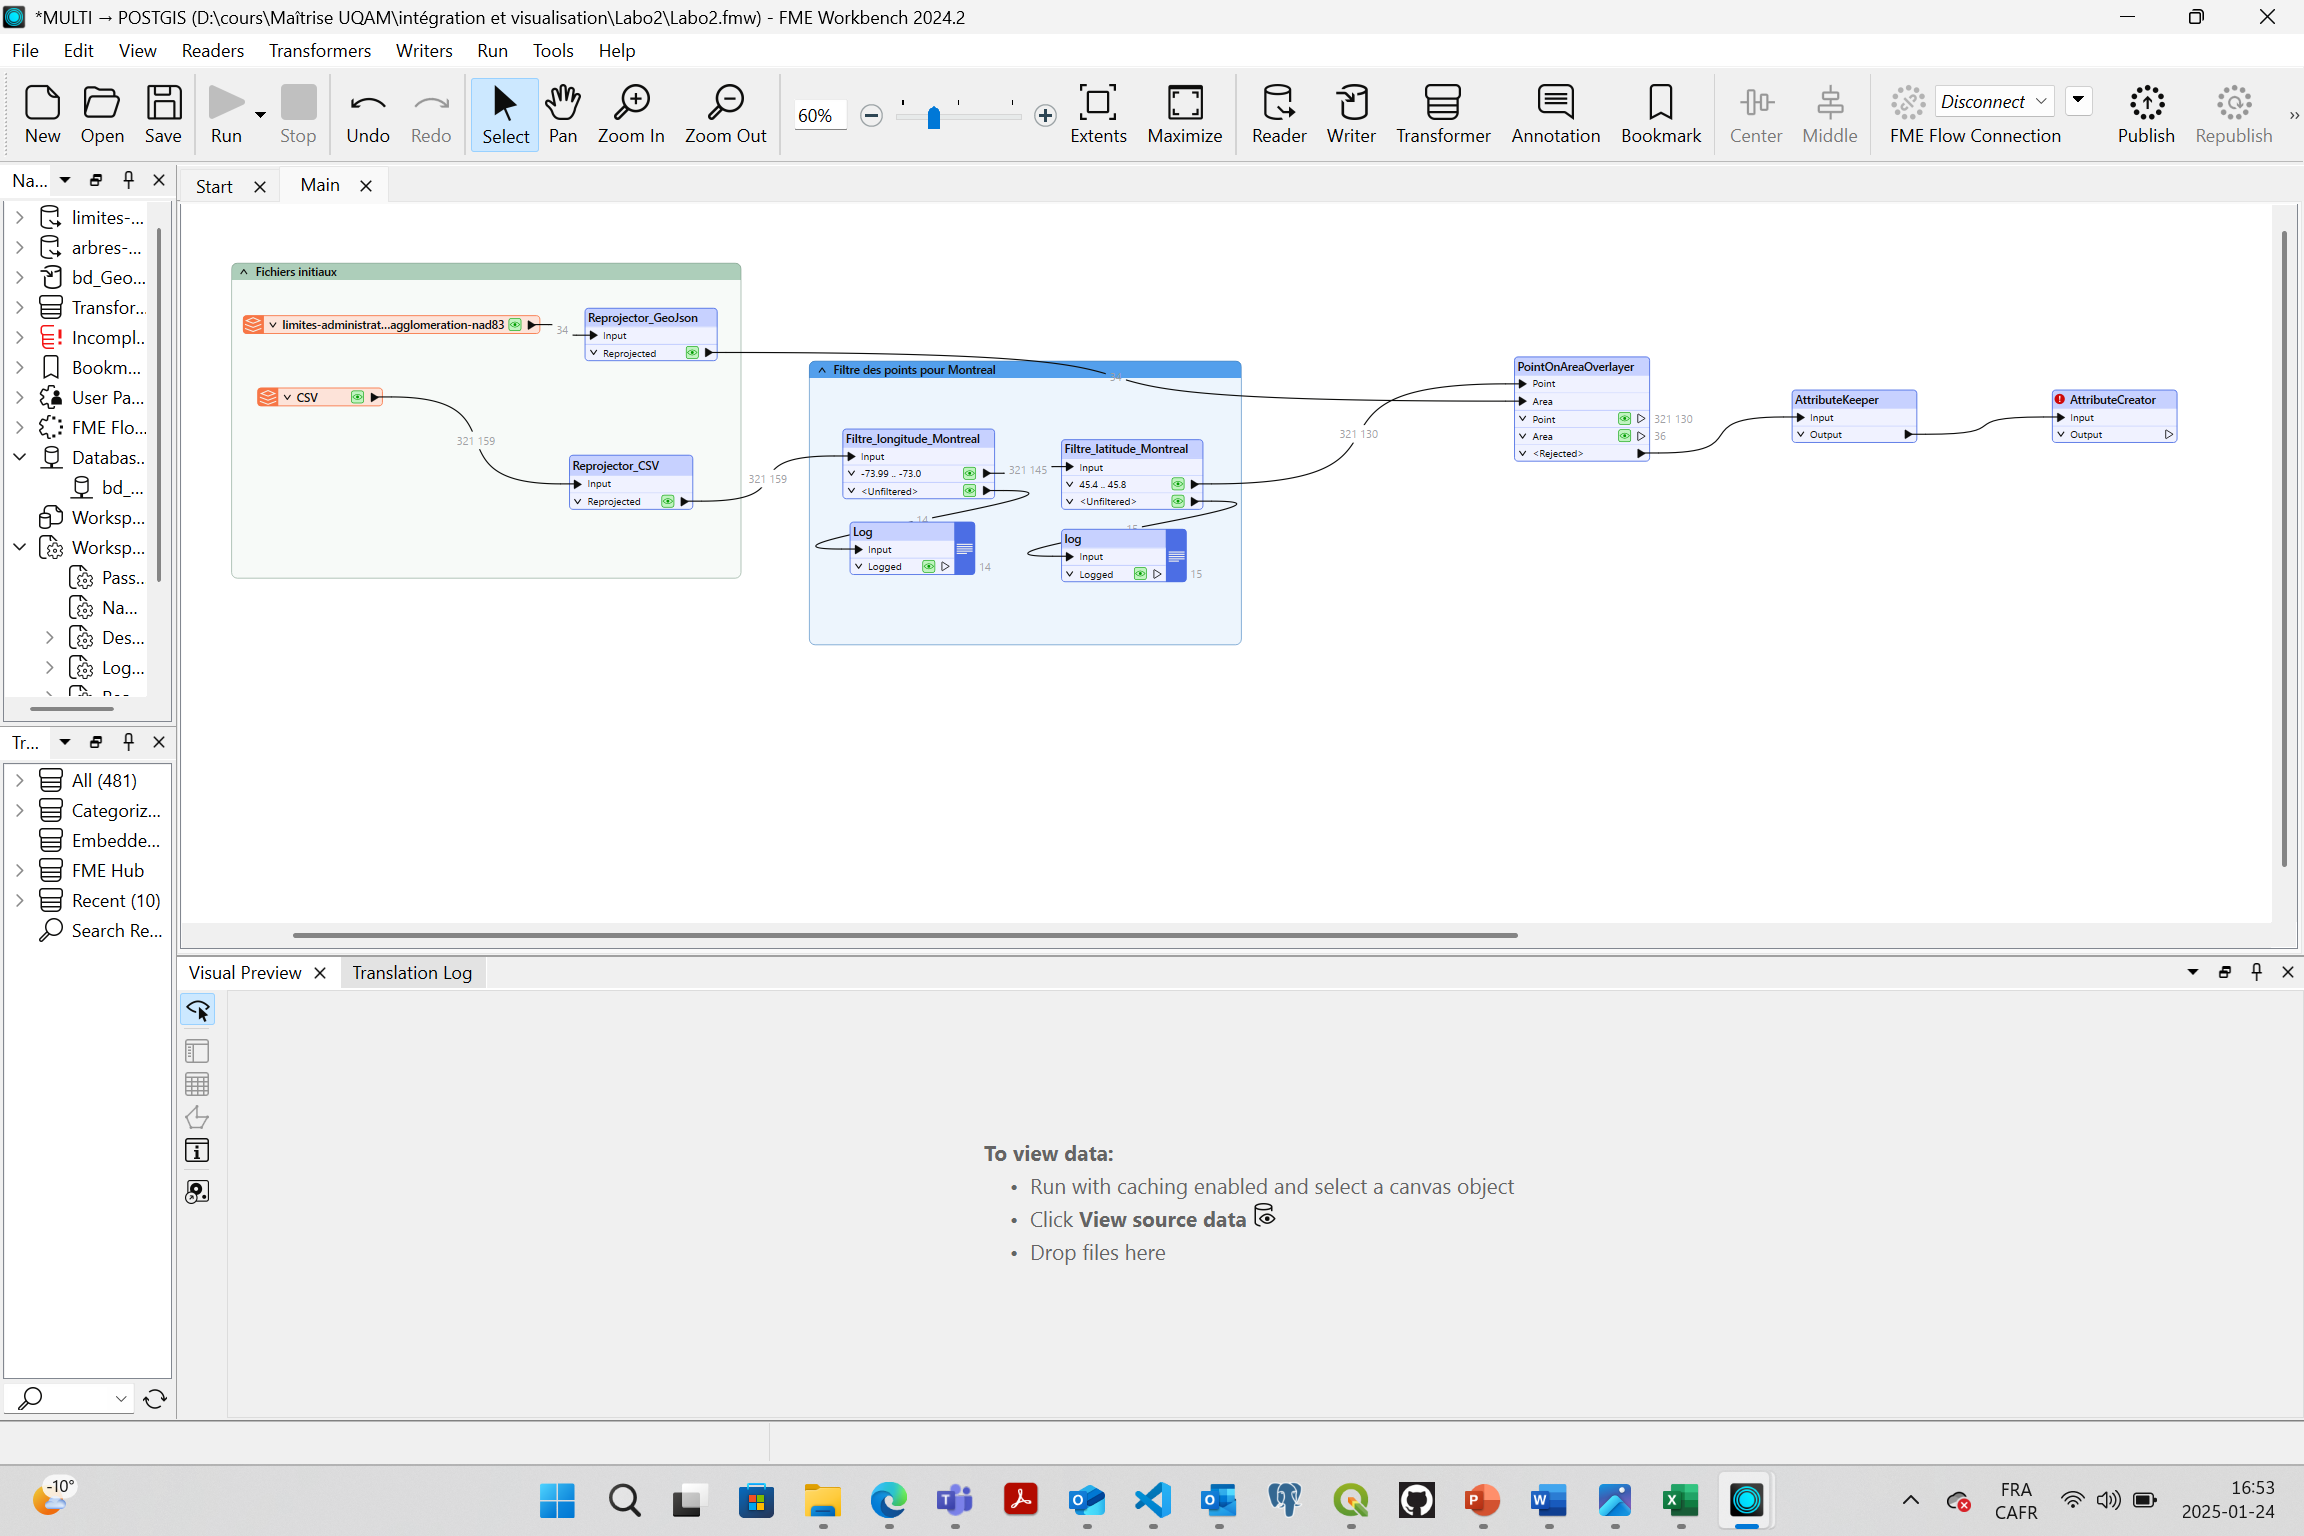 *MULTI → POSTGIS (D:\cours\Maîtrise UQAM\intégration et visualisation\Labo2\Labo2.fmw) - FME Workbench 2024.2
File Edit View Readers Transformers Writers Run Tools Help
New Open Save Run Stop Undo Redo Select Pan Zoom In Zoom Out 60% Extents Maximize Reader Writer Transformer Annotation Bookmark Center Middle Disconnect FME Flow Connection Publish Republish
Na...
limites-...
arbres-...
bd_Geo...
Transfor...
Incompl...
Bookm...
User Pa...
FME Flo...
Databas..
bd_...
Worksp...
Worksp...
Pass..
Na...
Des...
Log...
Tr...
All (481)
Categoriz...
Embedde...
FME Hub
Recent (10)
Search Re...
Start Main
Fichiers initiaux
limites-administrat...agglomeration-nad83
34
Reprojector_GeoJson
Input
Reprojected
CSV
321 159
Reprojector_CSV
Input
Reprojected
321 159
34
Filtre des points pour Montreal
Filtre_longitude_Montreal
Input
-73.99 .. -73.0
<Unfiltered>
321 145
14
Log
Input
Logged
14
Filtre_latitude_Montreal
Input
45.4 .. 45.8
<Unfiltered>
15
log
Input
Logged
15
321 130
PointOnAreaOverlayer
Point
Area
Point
321 130
Area
36
<Rejected>
AttributeKeeper
Input
Output
AttributeCreator
Input
Output
Visual Preview Translation Log
To view data:
• Run with caching enabled and select a canvas object
• Click View source data
• Drop files here
-10°
FRA
CAFR
16:53
2025-01-24